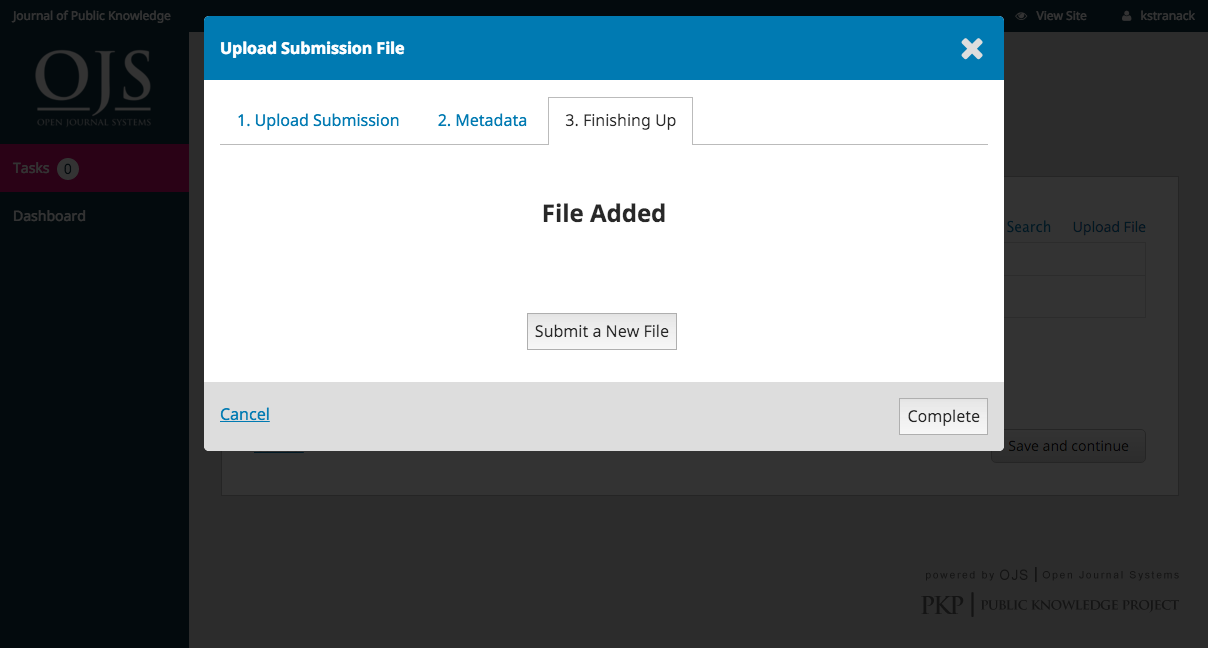 Journal of Public Knowledge
View Site
kstranack
OJS
OPEN JOURNAL SYSTEMS
Tasks 0
Dashboard
Upload Submission File
1. Upload Submission
2. Metadata
3. Finishing Up
File Added
Submit a New File
Cancel
Complete
Search
Upload File
Save and continue
powered by OJS | Open Journal Systems
PKP | PUBLIC KNOWLEDGE PROJECT